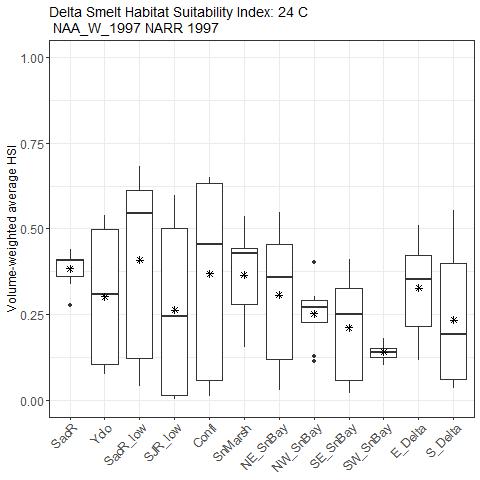 Delta Smelt Habitat Suitability Index: 24 C
NAA_W_1997 NARR 1997
Volume-weighted average HSI
1.00
0.75
0.50
0.25
0.00
SacR
Yolo
SacR_low
SJR_low
Confl
SnMarsh
NE_SnBay
NW_SnBay
SE_SnBay
SW_SnBay
E_Delta
S_Delta